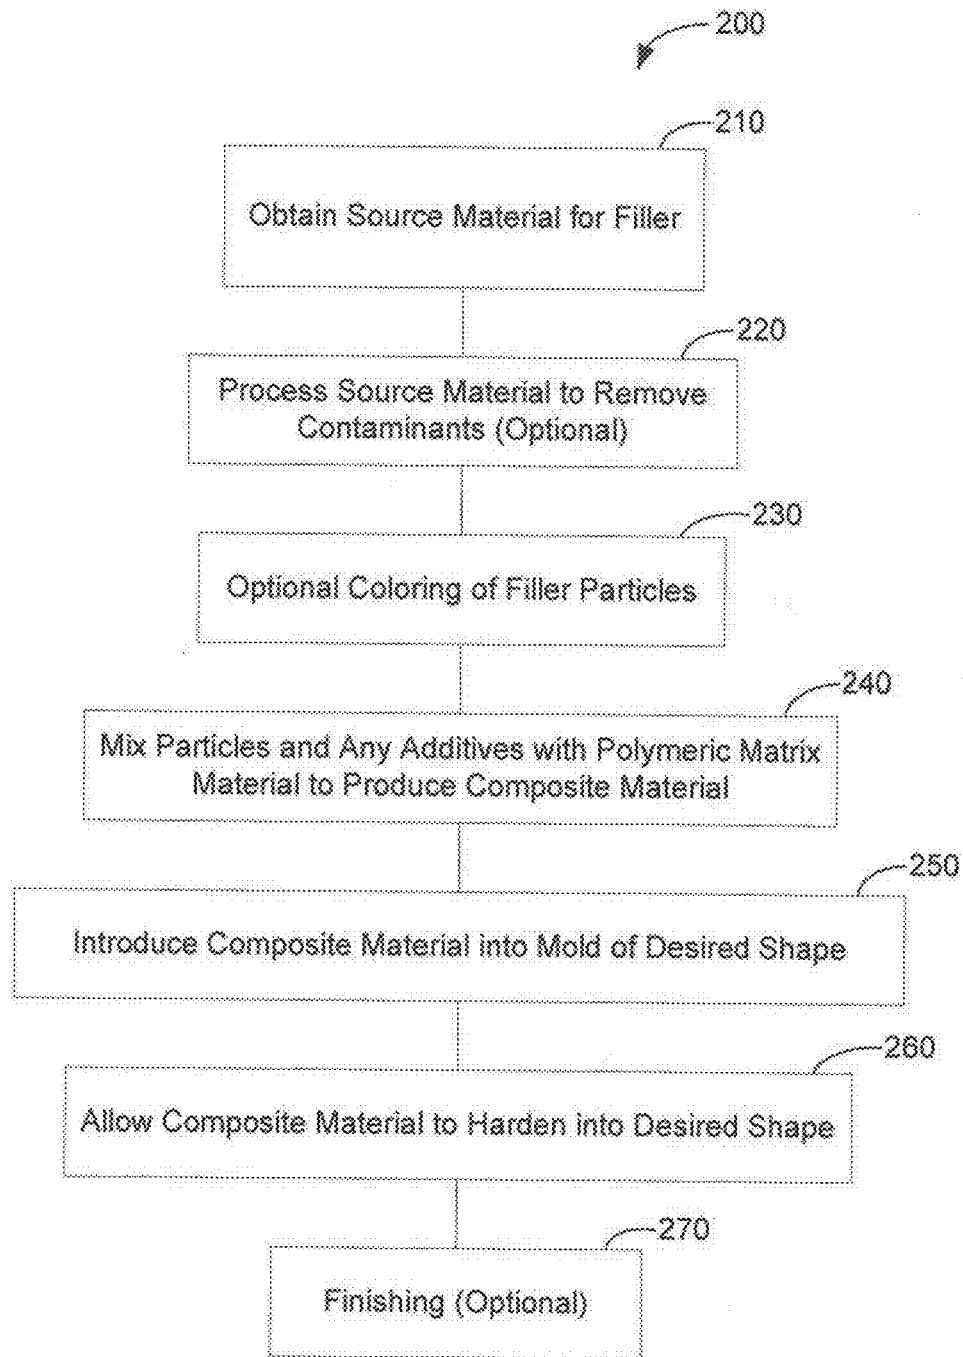 200
210
Obtain Source Material for Filler
220
Process Source Material to Remove
Contaminants (Optional)
230
Optional Coloring of Filler Particles
240
Mix Particles and Any Additives with Polymeric Matrix
Material to Produce Composite Material
250
Introduce Composite Material into Mold of Desired Shape
260
Allow Composite Material to Harden into Desired Shape
270
Finishing (Optional)